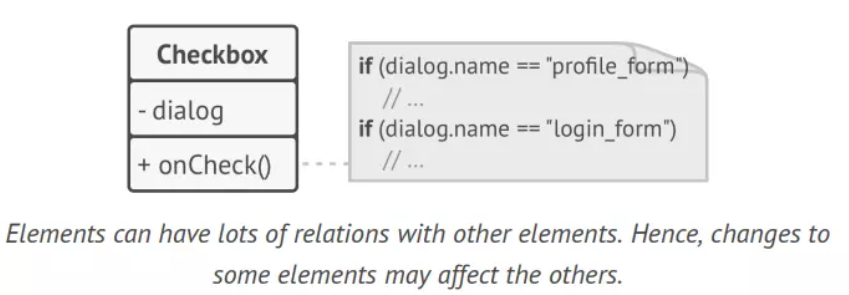 Checkbox
- dialog
+ onCheck()
if (dialog.name == "profile_form")
// ...
if (dialog.name == "login_form")
// ...
Elements can have lots of relations with other elements. Hence, changes to
some elements may affect the others.